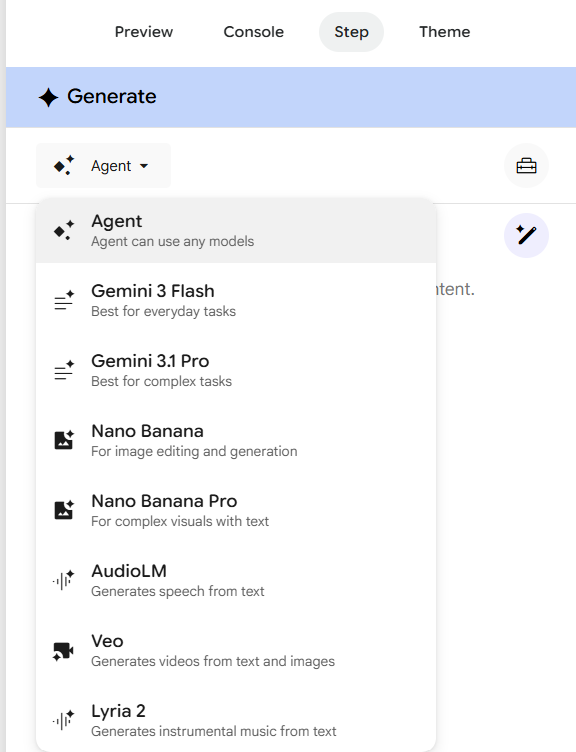 Preview Console Step Theme
Generate
Agent
Agent
Agent can use any models
Gemini 3 Flash
Best for everyday tasks
ntent.
Gemini 3.1 Pro
Best for complex tasks
Nano Banana
For image editing and generation
Nano Banana Pro
For complex visuals with text
AudioLM
Generates speech from text
Veo
Generates videos from text and images
Lyria 2
Generates instrumental music from text